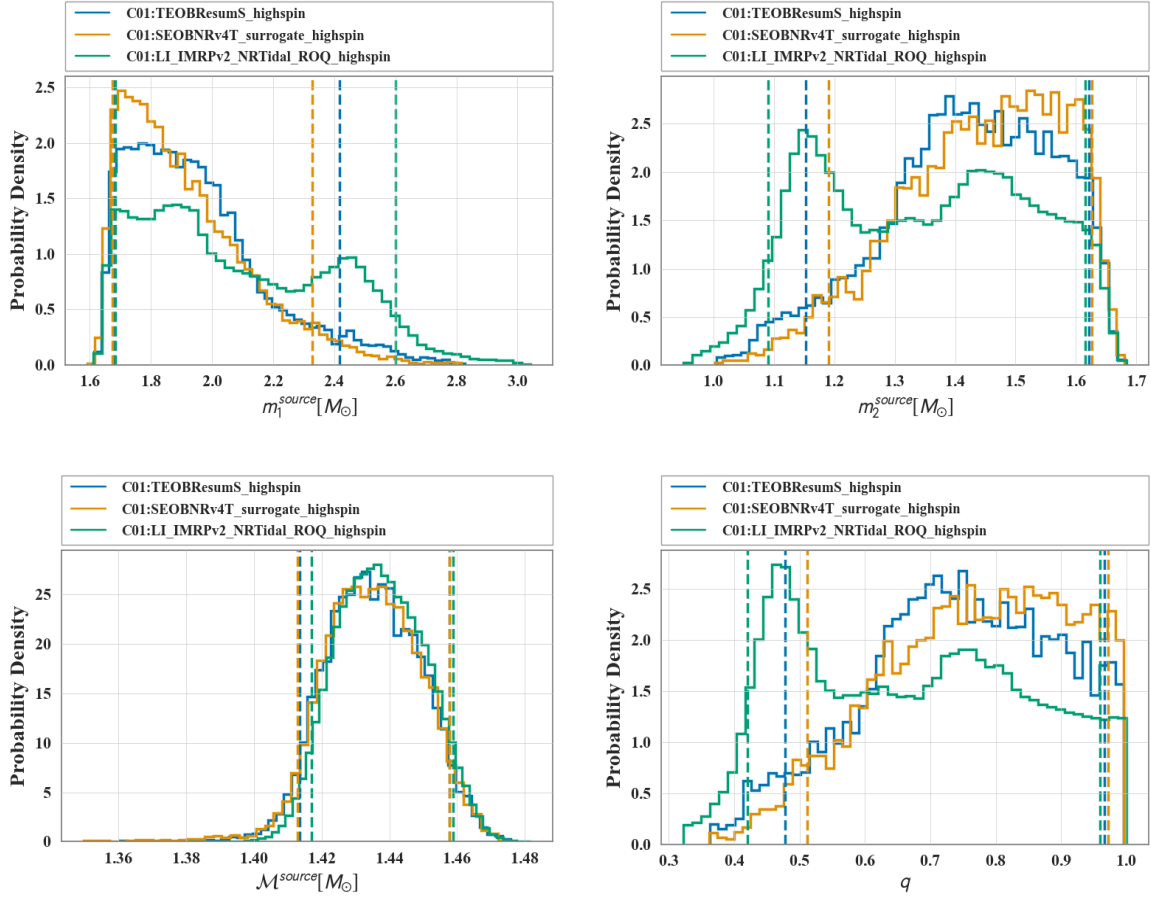 C01:TEOBResumS_highspin
C01:SEOBNRv4T_surrogate_highspin
C01:LI_IMRPv2_NRTidal_ROQ_highspin
Probability Density
2.5
2.0
1.5
1.0
0.5
0.0
1.6 1.8 2.0 2.2 2.4 2.6 2.8 3.0
m₁ˢᵒᵘʳᶜᵉ[M⊙]
C01:TEOBResumS_highspin
C01:SEOBNRv4T_surrogate_highspin
C01:LI_IMRPv2_NRTidal_ROQ_highspin
Probability Density
2.5
2.0
1.5
1.0
0.5
0.0
1.0 1.1 1.2 1.3 1.4 1.5 1.6 1.7
m₂ˢᵒᵘʳᶜᵉ[M⊙]
C01:TEOBResumS_highspin
C01:SEOBNRv4T_surrogate_highspin
C01:LI_IMRPv2_NRTidal_ROQ_highspin
Probability Density
25
20
15
10
5
0
1.36 1.38 1.40 1.42 1.44 1.46 1.48
ℳˢᵒᵘʳᶜᵉ[M⊙]
C01:TEOBResumS_highspin
C01:SEOBNRv4T_surrogate_highspin
C01:LI_IMRPv2_NRTidal_ROQ_highspin
Probability Density
2.5
2.0
1.5
1.0
0.5
0.0
0.3 0.4 0.5 0.6 0.7 0.8 0.9 1.0
q